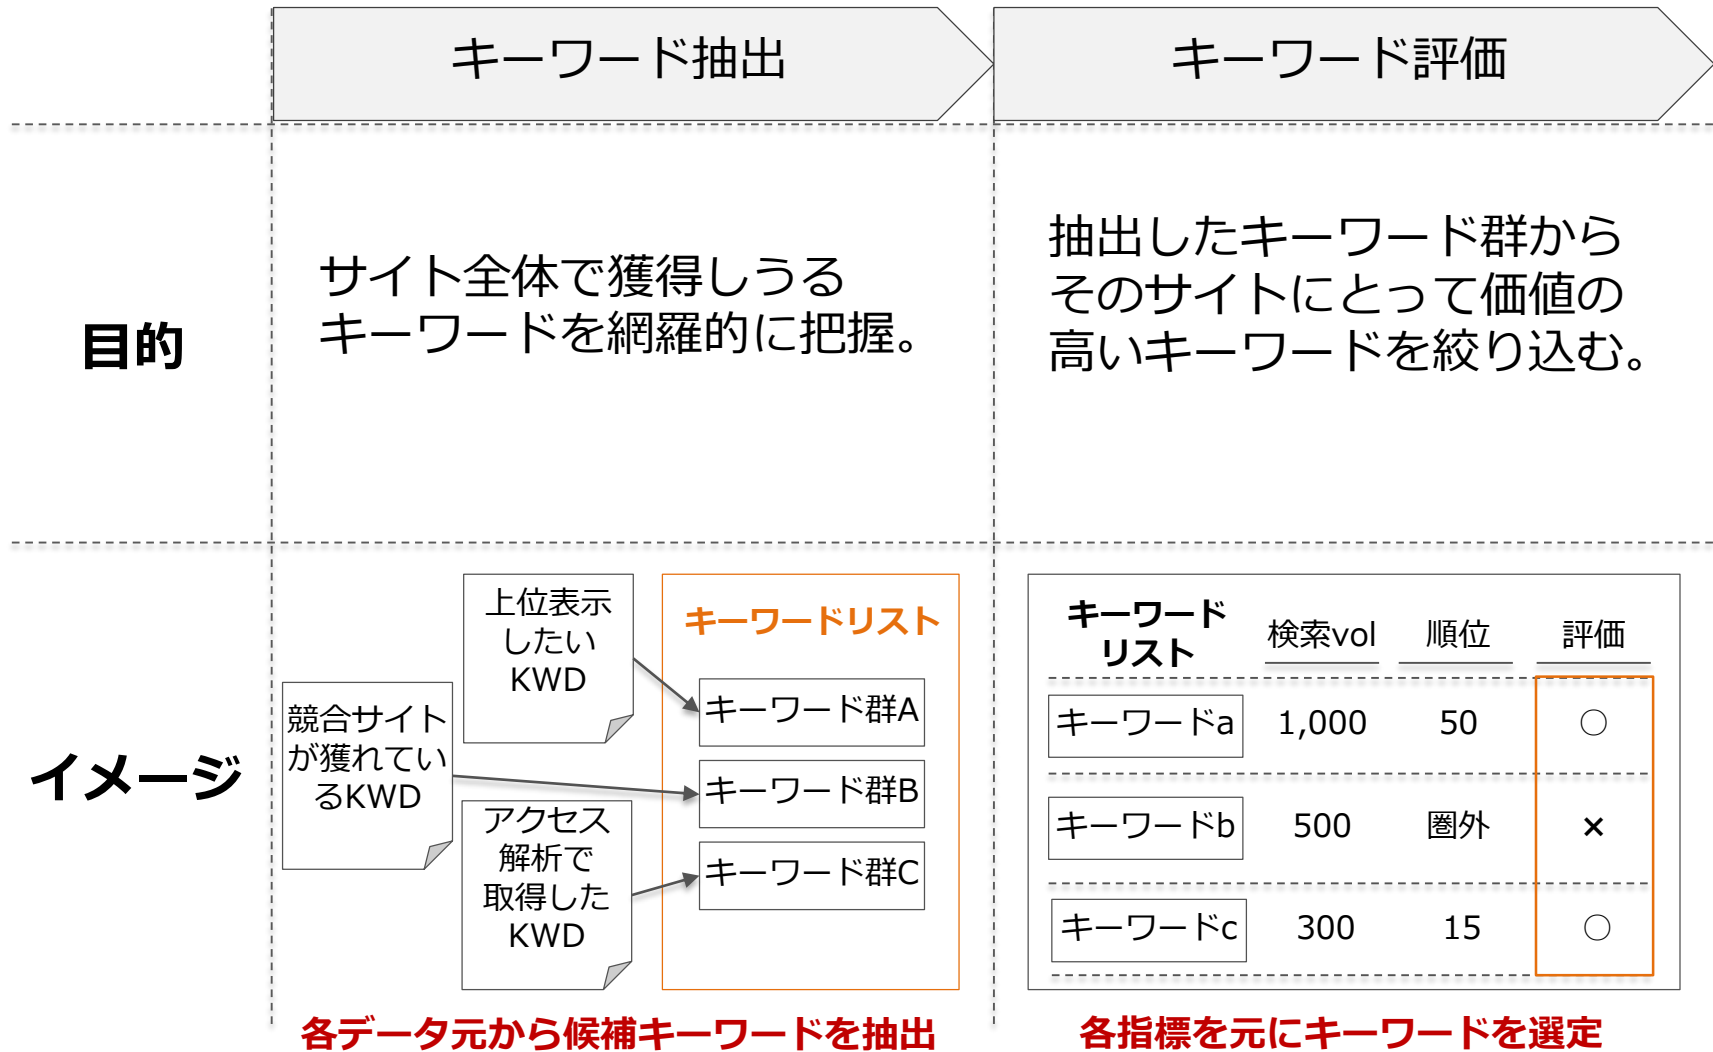 キーワード抽出
キーワード評価
目的
サイト全体で獲得しうる
キーワードを網羅的に把握。
抽出したキーワード群から
そのサイトにとって価値の
高いキーワードを絞り込む。
イメージ
競合サイト
が獲れてい
るKWD
上位表示
したい
KWD
アクセス
解析で
取得した
KWD
キーワードリスト
キーワード群A
キーワード群B
キーワード群C
各データ元から候補キーワードを抽出
キーワード
リスト
検索vol 順位 評価
キーワードa 1,000 50 ○
キーワードb 500 圏外 ×
キーワードc 300 15 ○
各指標を元にキーワードを選定